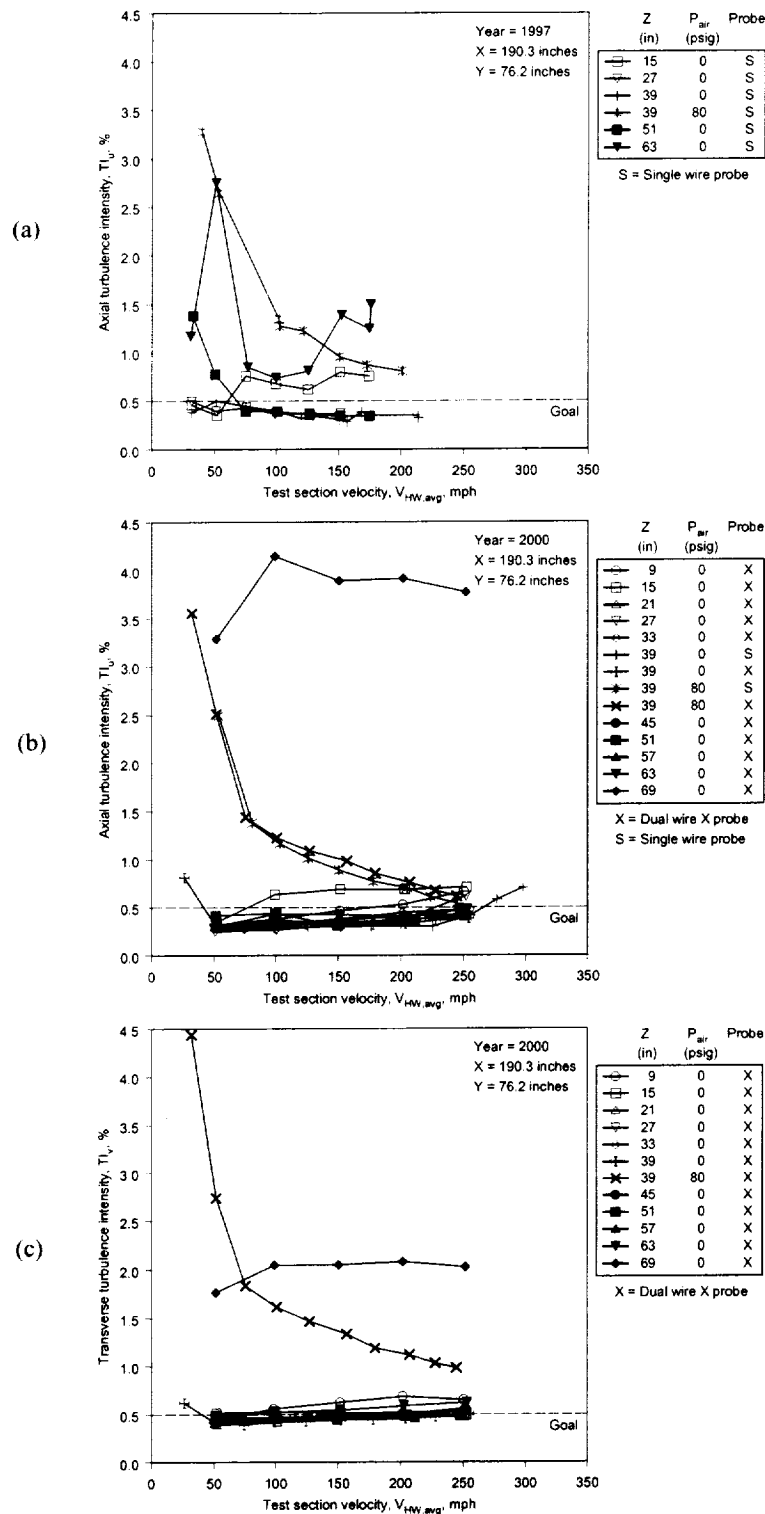 (a)
Axial turbulence intensity, TI_u, %
4.5
4.0
3.5
3.0
2.5
2.0
1.5
1.0
0.5
0.0
Year = 1997
X = 190.3 inches
Y = 76.2 inches
Goal
0 50 100 150 200 250 300 350
Test section velocity, V_HW,avg, mph
Z P_air Probe
(in) (psig)
15 0 S
27 0 S
39 0 S
39 80 S
51 0 S
63 0 S
S = Single wire probe
(b)
Axial turbulence intensity, TI_u, %
4.5
4.0
3.5
3.0
2.5
2.0
1.5
1.0
0.5
0.0
Year = 2000
X = 190.3 inches
Y = 76.2 inches
Goal
0 50 100 150 200 250 300 350
Test section velocity, V_HW,avg, mph
Z P_air Probe
(in) (psig)
9 0 X
15 0 X
21 0 X
27 0 X
33 0 X
39 0 S
39 0 X
39 80 S
39 80 X
45 0 X
51 0 X
57 0 X
63 0 X
69 0 X
X = Dual wire X probe
S = Single wire probe
(c)
Transverse turbulence intensity, TI_v, %
4.5
4.0
3.5
3.0
2.5
2.0
1.5
1.0
0.5
0.0
Year = 2000
X = 190.3 inches
Y = 76.2 inches
Goal
0 50 100 150 200 250 300 350
Test section velocity, V_HW,avg, mph
Z P_air Probe
(in) (psig)
9 0 X
15 0 X
21 0 X
27 0 X
33 0 X
39 0 X
39 80 X
45 0 X
51 0 X
57 0 X
63 0 X
69 0 X
X = Dual wire X probe